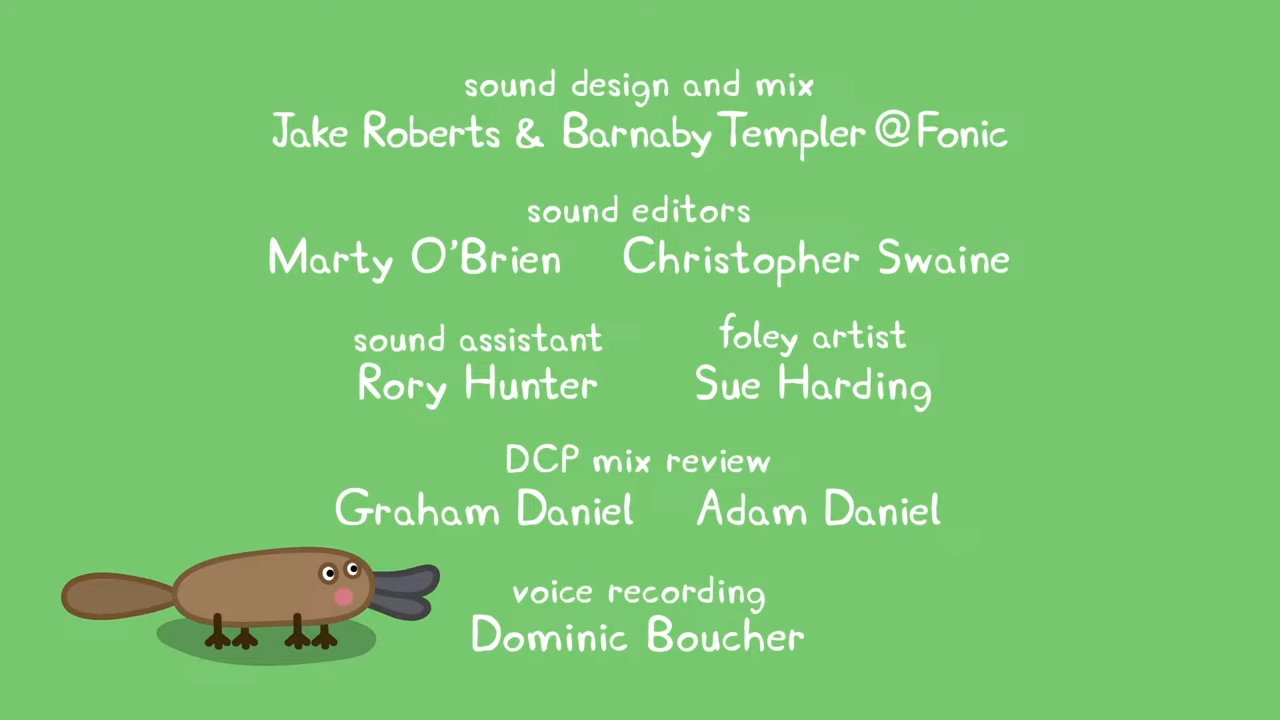 sound design and mix
Jake Roberts & Barnaby Templer @ Fonic
sound editors
Marty O'Brien Christopher Swaine
sound assistant foley artist
Rory Hunter Sue Harding
DCP mix review
Graham Daniel Adam Daniel
voice recording
Dominic Boucher